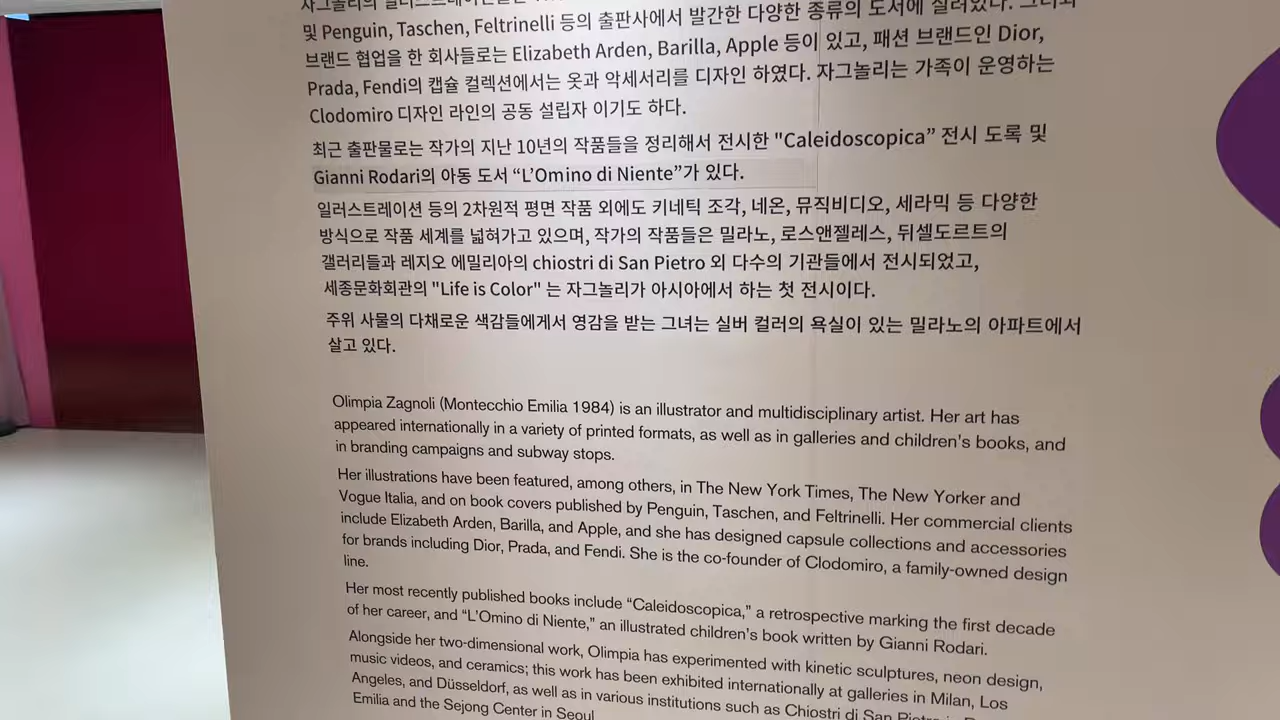 자그놀리의 일러스트레이션들은
및 Penguin, Taschen, Feltrinelli 등의 출판사에서 발간한 다양한 종류의 도서에 실려있다. 그녀와
브랜드 협업을 한 회사들로는 Elizabeth Arden, Barilla, Apple 등이 있고, 패션 브랜드인 Dior,
Prada, Fendi의 캡슐 컬렉션에서는 옷과 악세서리를 디자인 하였다. 자그놀리는 가족이 운영하는
Clodomiro 디자인 라인의 공동 설립자 이기도 하다.
최근 출판물로는 작가의 지난 10년의 작품들을 정리해서 전시한 "Caleidoscopica” 전시 도록 및
Gianni Rodari의 아동 도서 “L’Omino di Niente”가 있다.
일러스트레이션 등의 2차원적 평면 작품 외에도 키네틱 조각, 네온, 뮤직비디오, 세라믹 등 다양한
방식으로 작품 세계를 넓혀가고 있으며, 작가의 작품들은 밀라노, 로스앤젤레스, 뒤셀도르트의
갤러리들과 레지오 에밀리아의 chiostri di San Pietro 외 다수의 기관들에서 전시되었고,
세종문화회관의 "Life is Color" 는 자그놀리가 아시아에서 하는 첫 전시이다.
주위 사물의 다채로운 색감들에게서 영감을 받는 그녀는 실버 컬러의 욕실이 있는 밀라노의 아파트에서
살고 있다.
Olimpia Zagnoli (Montecchio Emilia 1984) is an illustrator and multidisciplinary artist. Her art has
appeared internationally in a variety of printed formats, as well as in galleries and children’s books, and
in branding campaigns and subway stops.
Her illustrations have been featured, among others, in The New York Times, The New Yorker and
Vogue Italia, and on book covers published by Penguin, Taschen, and Feltrinelli. Her commercial clients
include Elizabeth Arden, Barilla, and Apple, and she has designed capsule collections and accessories
for brands including Dior, Prada, and Fendi. She is the co-founder of Clodomiro, a family-owned design
line.
Her most recently published books include “Caleidoscopica,” a retrospective marking the first decade
of her career, and “L’Omino di Niente,” an illustrated children’s book written by Gianni Rodari.
Alongside her two-dimensional work, Olimpia has experimented with kinetic sculptures, neon design,
music videos, and ceramics; this work has been exhibited internationally at galleries in Milan, Los
Angeles, and Düsseldorf, as well as in various institutions such as Chiostri di San Pietro
Emilia and the Sejong Center in Seoul